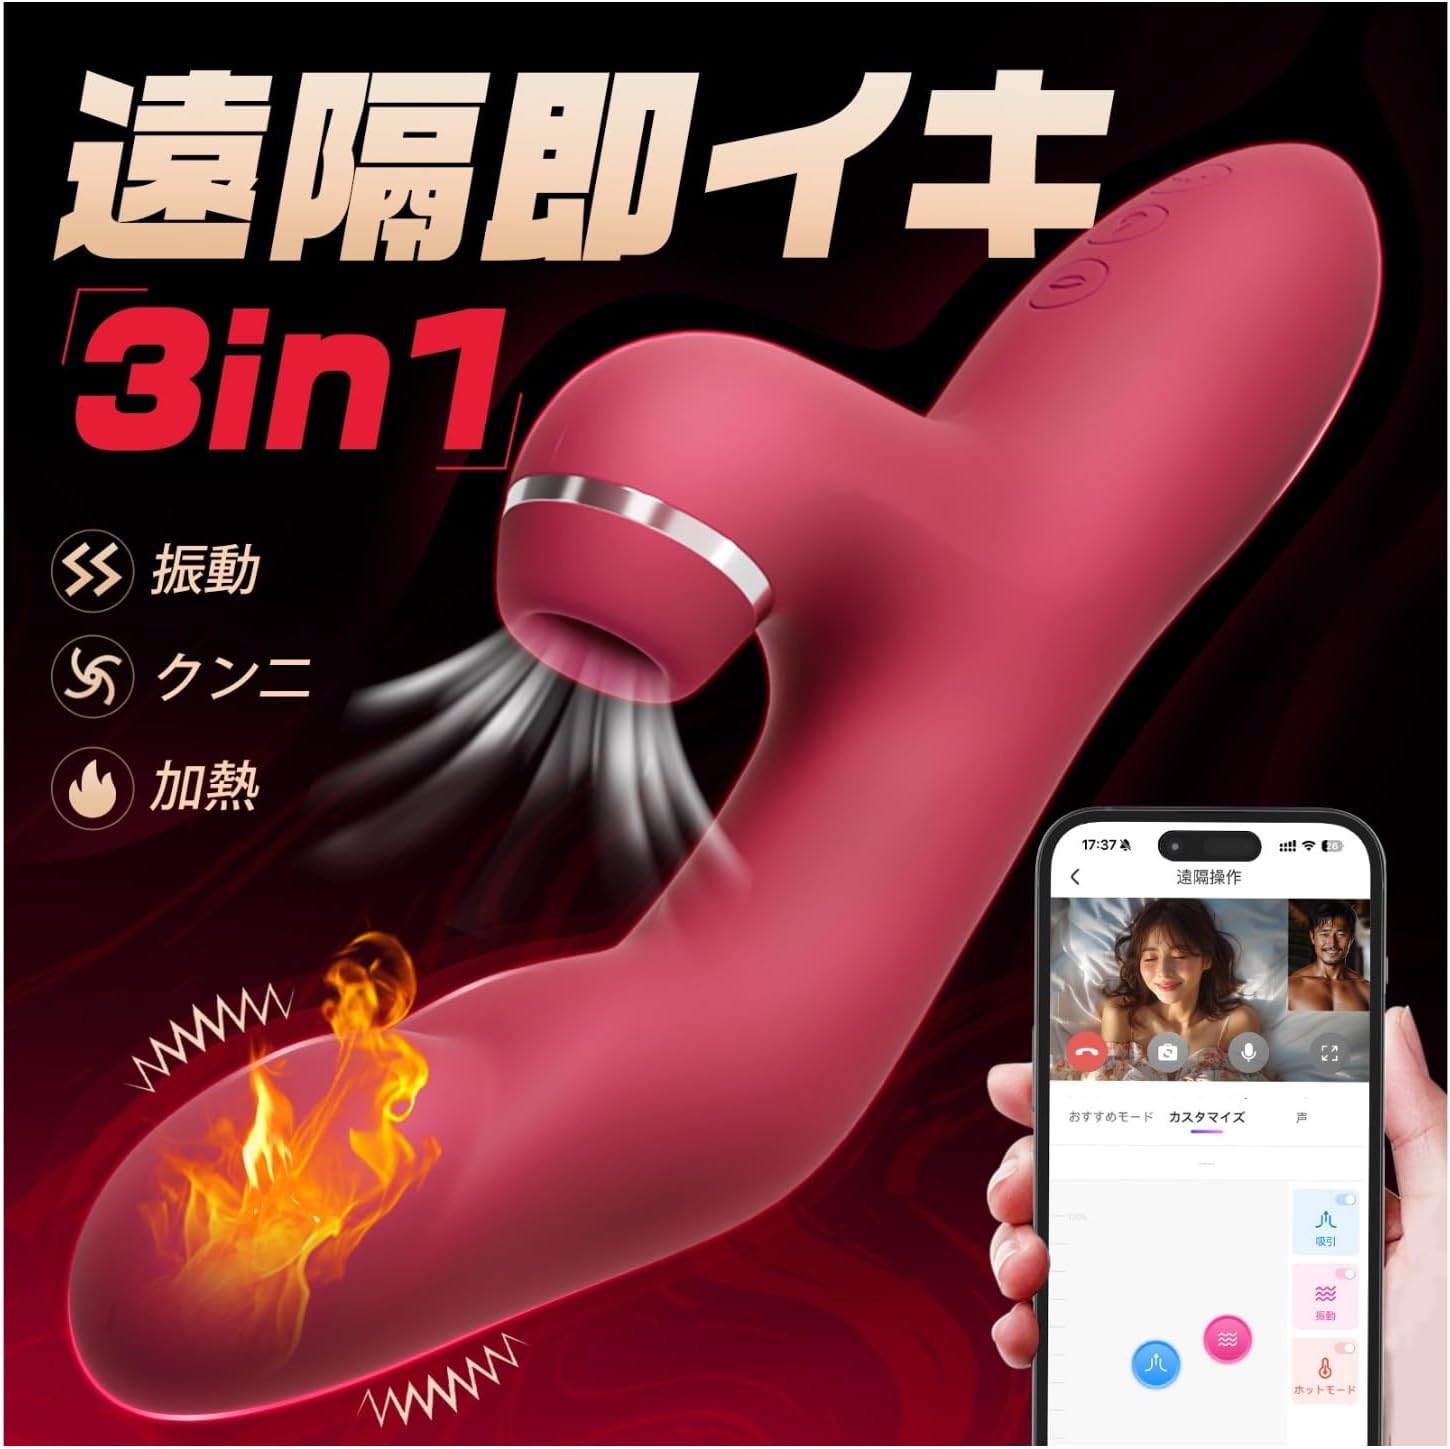 遠隔即イキ
「3in1」
振動
クンニ
加熱
17:37
26
遠隔操作
おすすめモード カスタマイズ 声
100%
吸引
振動
ホットモード